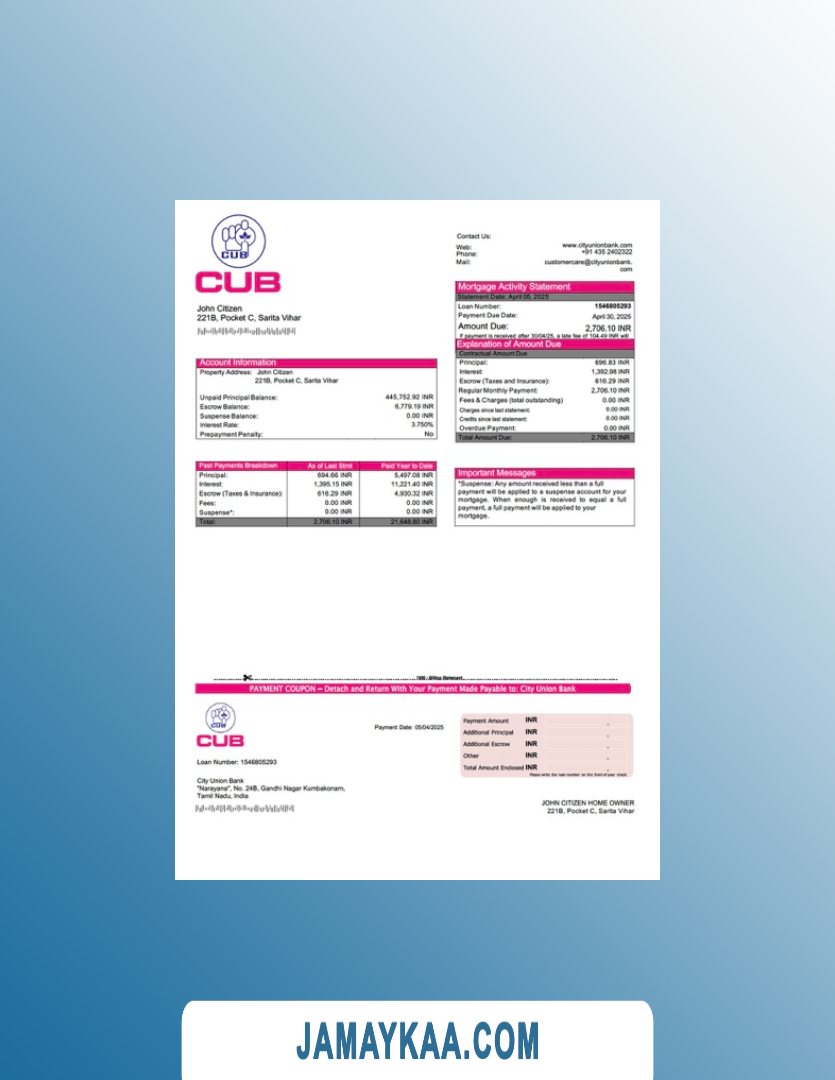 CUB
CUB
John Citizen
221B, Pocket C, Sarita Vihar
Contact Us:
Web: www.cityunionbank.com
Phone: +91 435 2402322
Mail: customercare@cityunionbank.
com
Mortgage Activity Statement
Statement Date: April 05, 2025
Loan Number: 1546805293
Payment Due Date: April 30, 2025
Amount Due: 2,706.10 INR
If payment is received after 30/04/25, a late fee of 104.49 INR will
Explanation of Amount Due
Contractual Amount Due
Principal: 696.83 INR
Interest: 1,392.98 INR
Escrow (Taxes and Insurance): 616.29 INR
Regular Monthly Payment: 2,706.10 INR
Fees & Charges (total outstanding) 0.00 INR
Charges since last statement: 0.00 INR
Credits since last statement: 0.00 INR
Overdue Payment: 0.00 INR
Total Amount Due: 2,706.10 INR
Account Information
Property Address: John Citizen
221B, Pocket C, Sarita Vihar
Unpaid Principal Balance: 445,752.92 INR
Escrow Balance: 6,779.19 INR
Suspense Balance: 0.00 INR
Interest Rate: 3.750%
Prepayment Penalty: No
Past Payments Breakdown As of Last Stmt Paid Year to Date
Principal: 694.66 INR 5,497.08 INR
Interest: 1,395.15 INR 11,221.40 INR
Escrow (Taxes & Insurance): 616.29 INR 4,930.32 INR
Fees: 0.00 INR 0.00 INR
Suspense*: 0.00 INR 0.00 INR
Total: 2,706.10 INR 21,648.80 INR
Important Messages
*Suspense: Any amount received less than a full
payment will be applied to a suspense account for your
mortgage. When enough is received to equal a full
payment, a full payment will be applied to your
mortgage.
PAYMENT COUPON – Detach and Return With Your Payment Made Payable to: City Union Bank
CUB
CUB
Payment Date: 05/04/2025
Payment Amount INR .
Additional Principal INR .
Additional Escrow INR .
Other INR .
Total Amount Enclosed INR .
Please write the loan number on the front of your check.
Loan Number: 1546805293
City Union Bank
"Narayana", No. 24B, Gandhi Nagar Kumbakonam,
Tamil Nadu, India
JOHN CITIZEN HOME OWNER
221B, Pocket C, Sarita Vihar
JAMAYKAA.COM